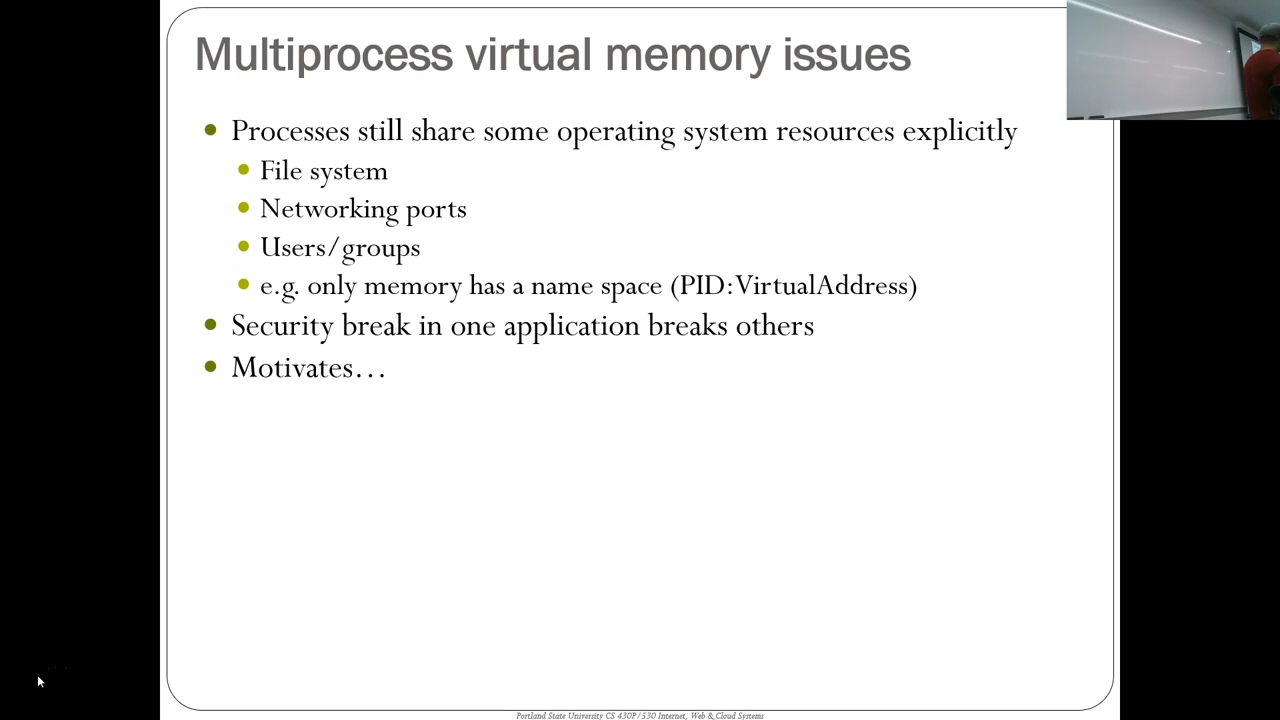 Multiprocess virtual memory issues
Processes still share some operating system resources explicitly
File system
Networking ports
Users/groups
e.g. only memory has a name space (PID:VirtualAddress)
Security break in one application breaks others
Motivates…
Portland State University CS 430P/530 Internet, Web & Cloud Systems